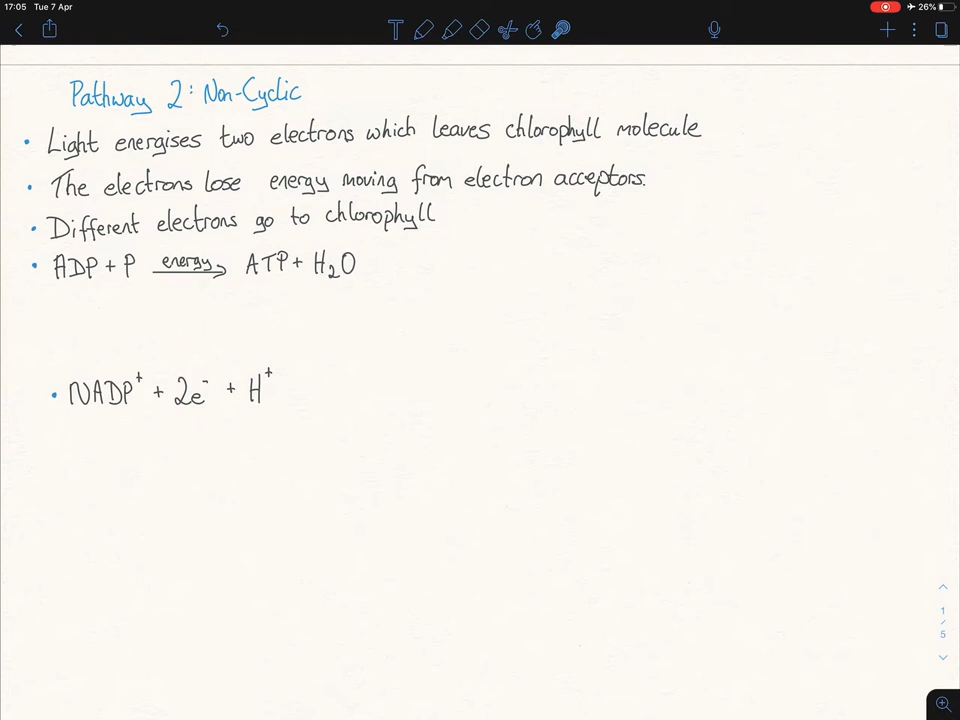 17:05 Tue 7 Apr
26%
T
Pathway 2: Non-Cyclic
• Light energises two electrons which leaves chlorophyll molecule
• The electrons lose energy moving from electron acceptors.
• Different electrons go to chlorophyll
• ADP + P energy→ ATP + H₂O
• NADP⁺ + 2e⁻ + H⁺
1
/
5